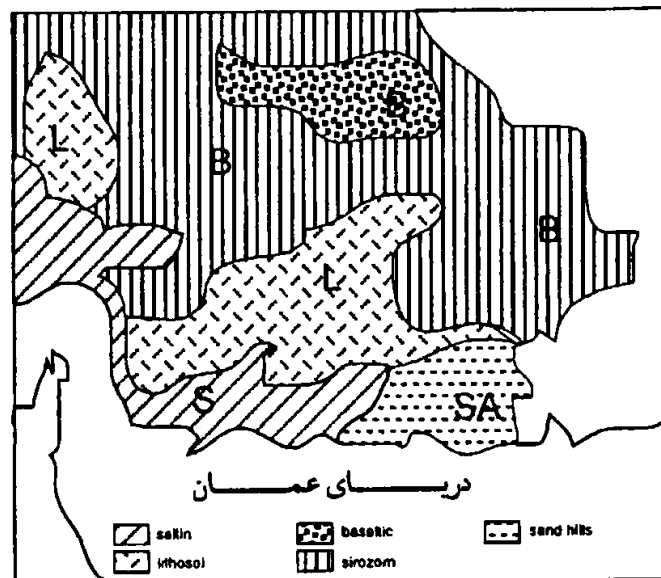 B
L
B
B
L
S
SA
دریای عمان
saltin
basaltic
sand hills
lithosol
sirozom